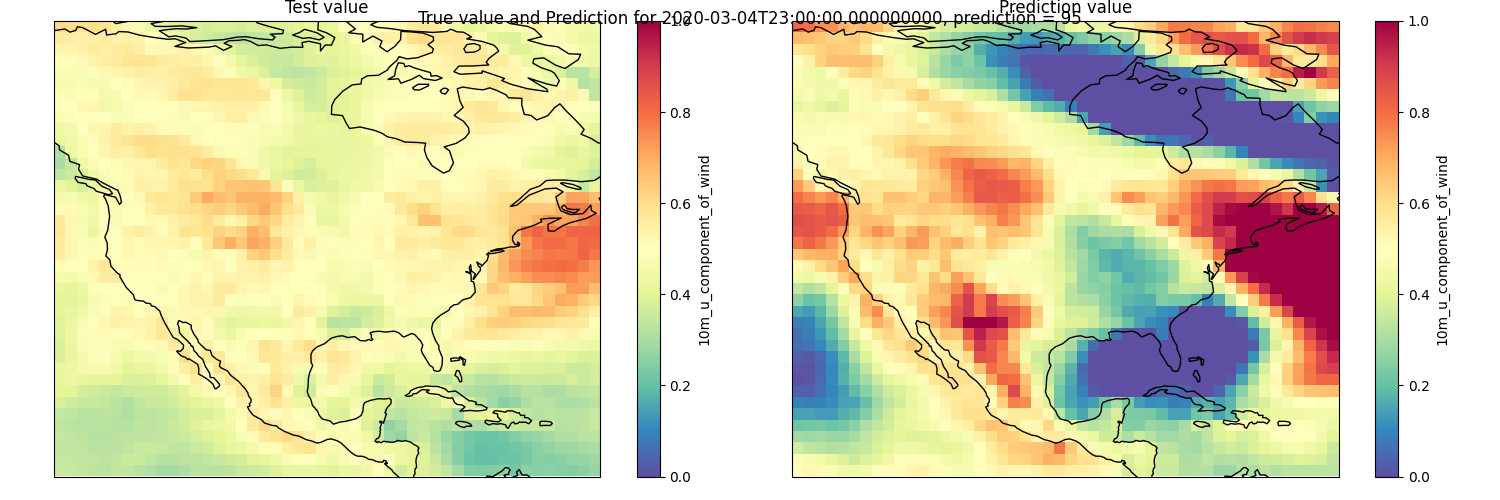 True value and Prediction for 2020-03-04T23:00:00.000000000, prediction = 95
Test value
Prediction value
1.0
0.8
0.6
0.4
0.2
0.0
10m_u_component_of_wind
1.0
0.8
0.6
0.4
0.2
0.0
10m_u_component_of_wind